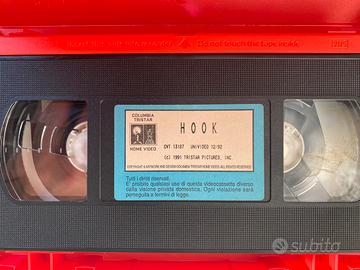 Do not touch the tape inside
COLUMBIA
TRISTAR
HOME VIDEO
HOOK
CVT 13187 UNIVIDEO 12/92
(c) 1991 TRISTAR PICTURES, INC.
Tutti i diritti riservati.
E' proibito qualsiasi uso di questa videocassetta diverso
dalla visione privata domestica. Ogni violazione sarà
perseguita a termini di legge.
subito